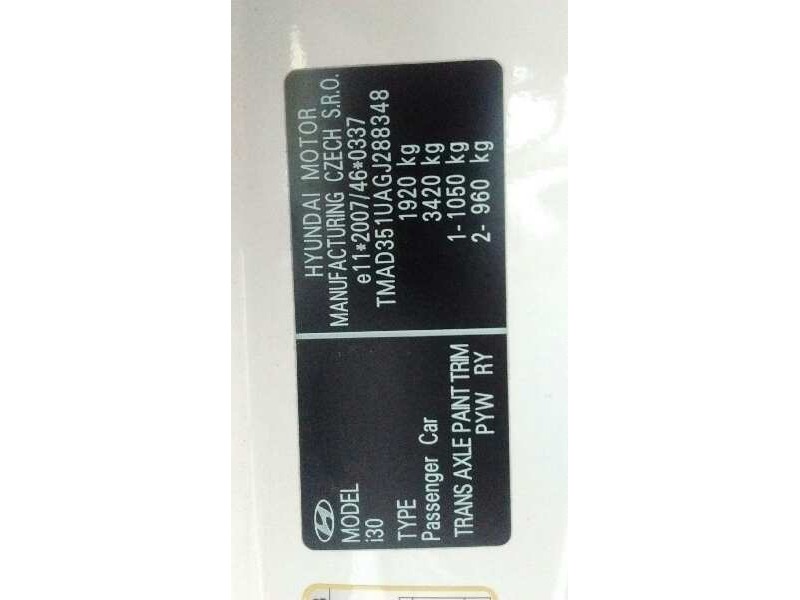 HYUNDAI MOTOR
MANUFACTURING CZECH S.R.O.
e11*2007/46*0337
TMAD351UAGJ288348
1920 kg
3420 kg
1- 1050 kg
2- 960 kg
MODEL
i30
TYPE
Passenger Car
TRANS AXLE PAINT TRIM
PYW RY